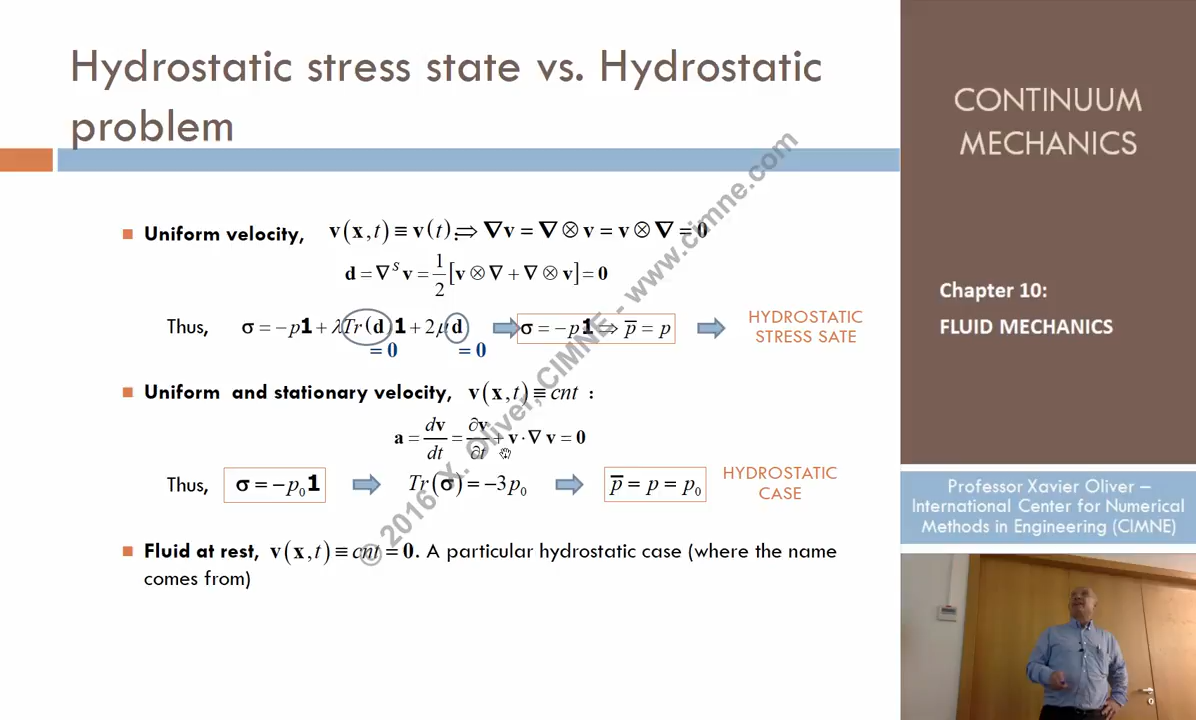 Hydrostatic stress state vs. Hydrostatic
problem
Uniform velocity, v(x,t) ≡ v(t) ⇒ ∇v = ∇ ⊗ v = v ⊗ ∇ = 0
d = ∇ˢv = 1/2 [v ⊗ ∇ + ∇ ⊗ v] = 0
Thus, σ = −p1 + λTr(d)1 + 2μd σ = −p1 ⇒ p̅ = p HYDROSTATIC
STRESS SATE
= 0 = 0
Uniform and stationary velocity, v(x,t) ≡ cnt :
a = dv/dt = ∂v/∂t + v · ∇v = 0
Thus, σ = −p₀1 Tr(σ) = −3p₀ p̅ = p = p₀ HYDROSTATIC
CASE
Fluid at rest, v(x,t) ≡ cnt = 0. A particular hydrostatic case (where the name
comes from)
© 2016 X. Oliver, CIMNE - www.cimne.com
CONTINUUM
MECHANICS
Chapter 10:
FLUID MECHANICS
Professor Xavier Oliver –
International Center for Numerical
Methods in Engineering (CIMNE)